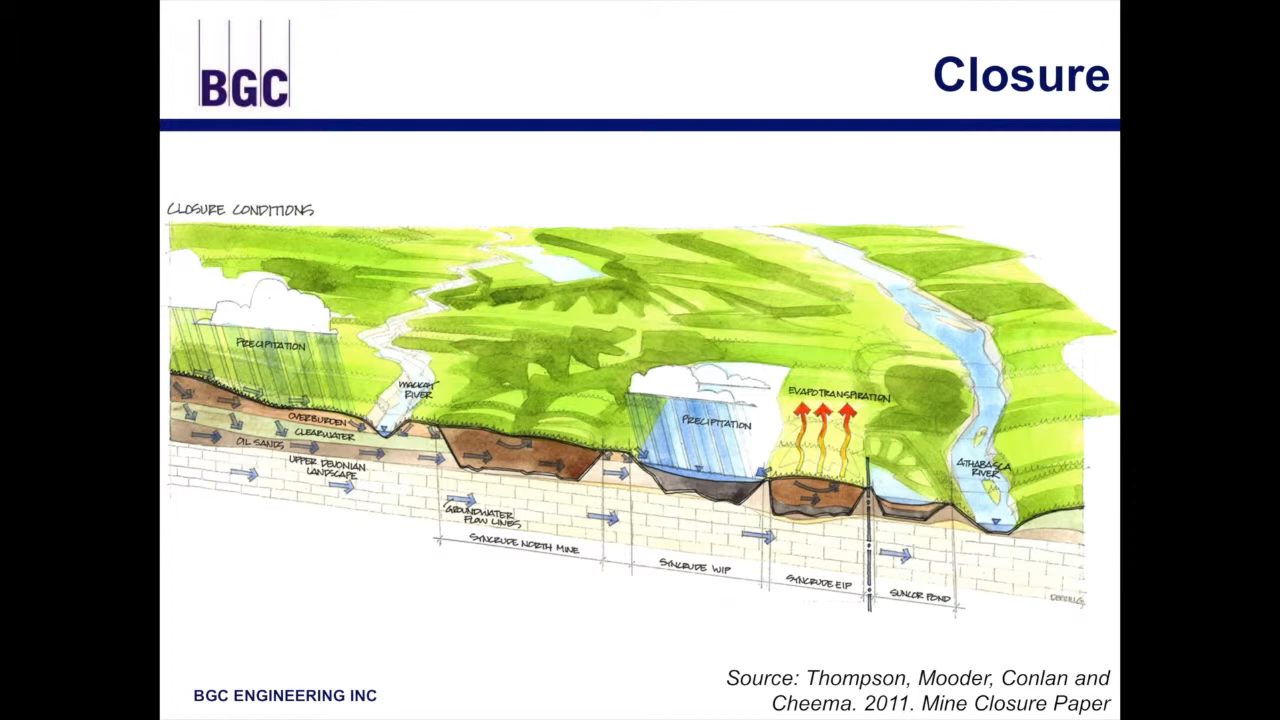 BGC
Closure
CLOSURE CONDITIONS
PRECIPITATION
MACKAY
RIVER
EVAPOTRANSPIRATION
OVERBURDEN
CLEARWATER
OIL SANDS
UPPER DEVONIAN
LANDSCAPE
PRECIPITATION
ATHABASCA
RIVER
GROUNDWATER
FLOW LINES
SYNCRUDE NORTH MINE
SYNCRUDE WIP
SYNCRUDE EIP
SUNCOR POND
BGC ENGINEERING INC
Source: Thompson, Mooder, Conlan and
Cheema. 2011. Mine Closure Paper